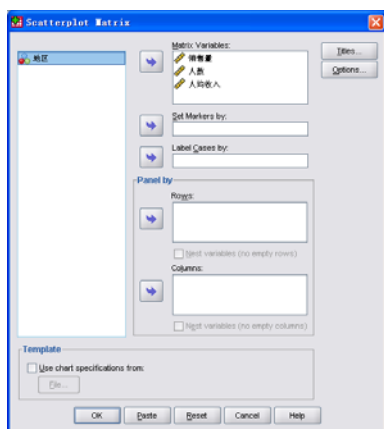 Scatterplot Matrix
地区
Matrix Variables:
销售量
人数
人均收入
Titles...
Options...
Set Markers by:
Label Cases by:
Panel by
Rows:
Nest variables (no empty rows)
Columns:
Nest variables (no empty columns)
Template
Use chart specifications from:
File...
OK
Paste
Reset
Cancel
Help